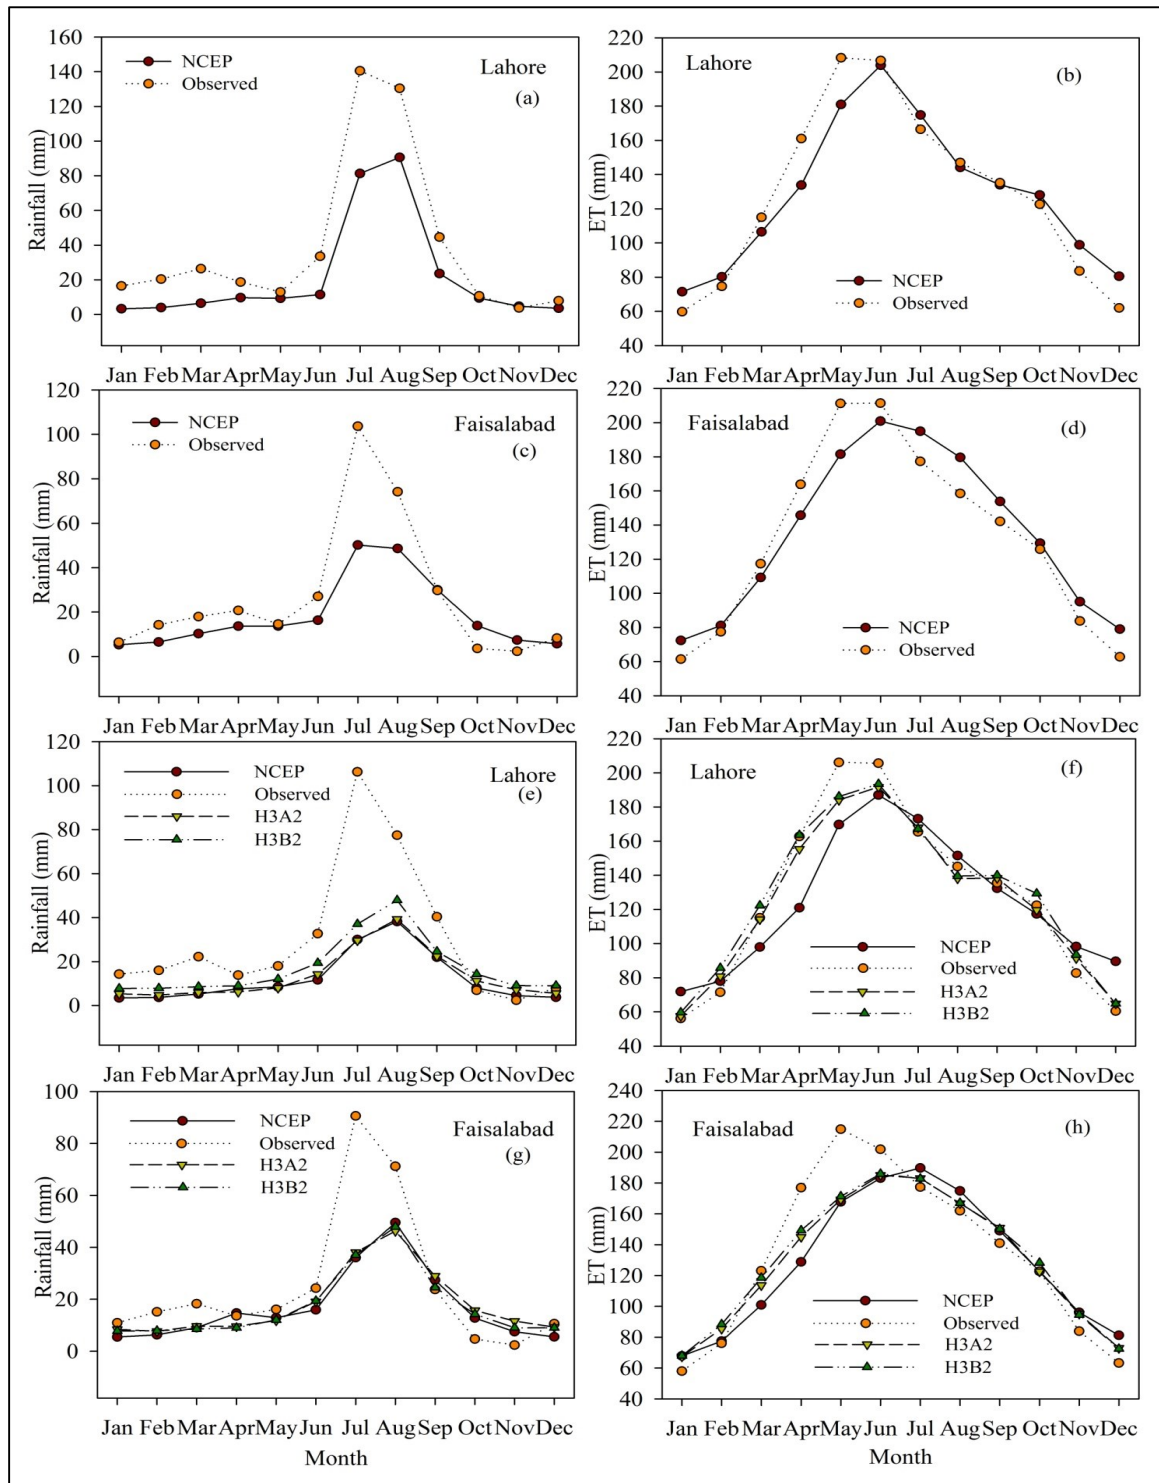 160
140
120
100
80
60
40
20
0
Rainfall (mm)
NCEP
Observed
Lahore
(a)
Jan Feb Mar Apr May Jun Jul Aug Sep Oct Nov Dec
220
200
180
160
140
120
100
80
60
40
ET (mm)
Lahore
(b)
NCEP
Observed
Jan Feb Mar Apr May Jun Jul Aug Sep Oct Nov Dec
120
100
80
60
40
20
0
Rainfall (mm)
NCEP
Observed
Faisalabad
(c)
Jan Feb Mar Apr May Jun Jul Aug Sep Oct Nov Dec
220
200
180
160
140
120
100
80
60
40
ET (mm)
Faisalabad
(d)
NCEP
Observed
Jan Feb Mar Apr May Jun Jul Aug Sep Oct Nov Dec
120
100
80
60
40
20
0
Rainfall (mm)
NCEP
Observed
H3A2
H3B2
Lahore
(e)
Jan Feb Mar Apr May Jun Jul Aug Sep Oct Nov Dec
220
200
180
160
140
120
100
80
60
40
ET (mm)
Lahore
(f)
NCEP
Observed
H3A2
H3B2
Jan Feb Mar Apr May Jun Jul Aug Sep Oct Nov Dec
100
80
60
40
20
0
Rainfall (mm)
NCEP
Observed
H3A2
H3B2
Faisalabad
(g)
Jan Feb Mar Apr May Jun Jul Aug Sep Oct Nov Dec
Month
240
220
200
180
160
140
120
100
80
60
40
ET (mm)
Faisalabad
(h)
NCEP
Observed
H3A2
H3B2
Jan Feb Mar Apr May Jun Jul Aug Sep Oct Nov Dec
Month